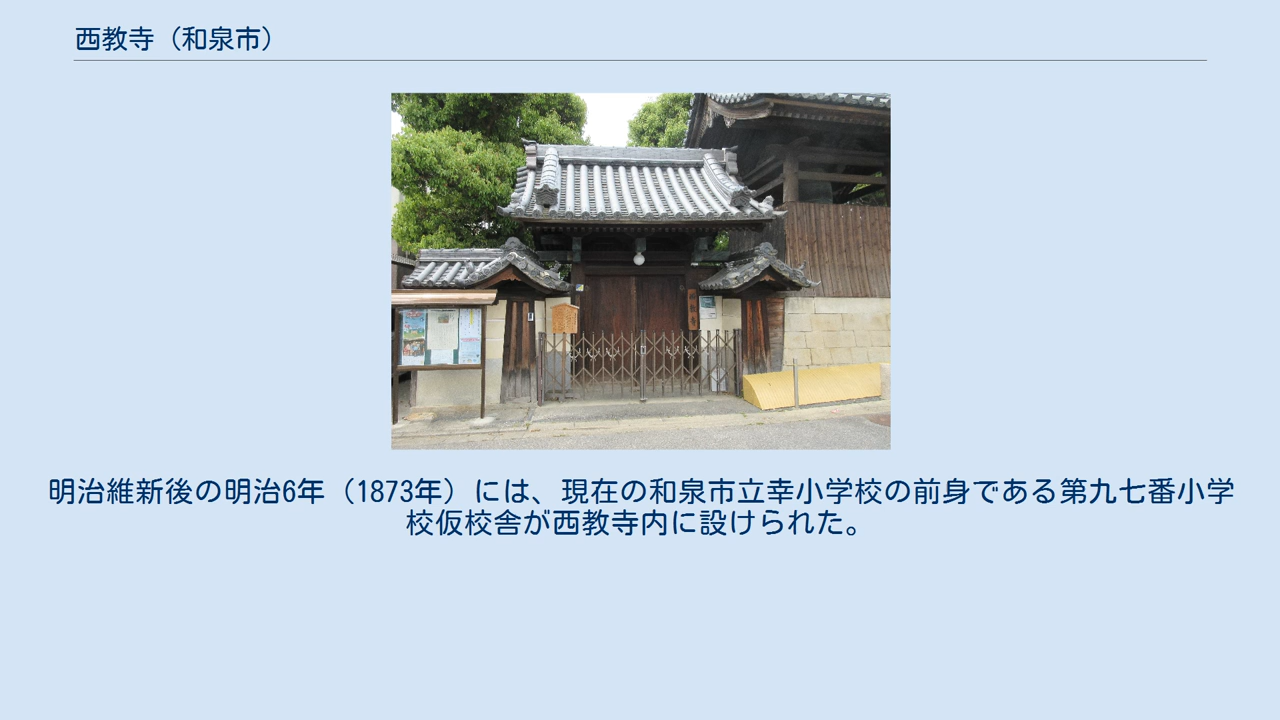 西教寺（和泉市）
明治維新後の明治6年（1873年）には、現在の和泉市立幸小学校の前身である第九七番小学
校仮校舎が西教寺内に設けられた。